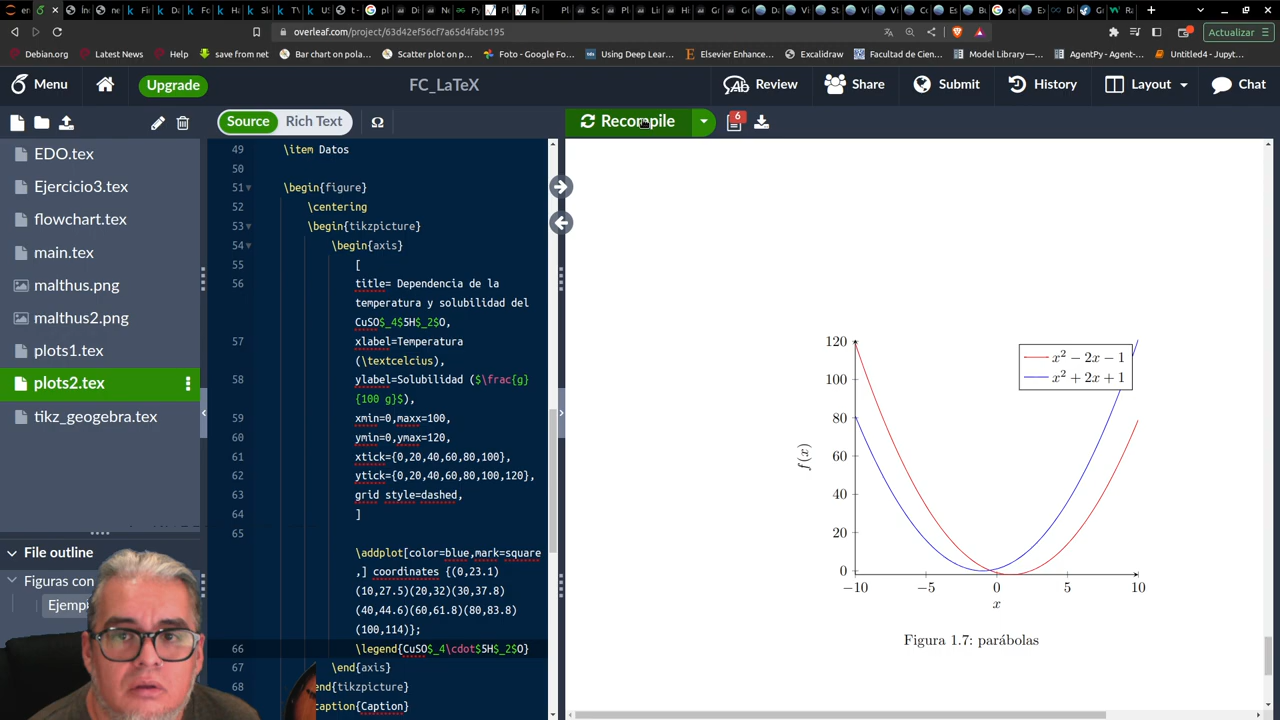 overleaf.com/project/63d42ef56cf7a65d4fabc195
Actualizar
Debian.org
Latest News
Help
save from net
Bar chart on polar...
Scatter plot on po...
Foto - Google Fo...
Using Deep Lear...
Elsevier Enhance...
Excalidraw
Facultad de Cien...
Model Library —...
AgentPy - Agent...
Untitled4 - Jupyt...
Menu
Upgrade
FC_LaTeX
Review
Share
Submit
History
Layout
Chat
Source
Rich Text
Ω
Recompile
6
EDO.tex
Ejercicio3.tex
flowchart.tex
main.tex
malthus.png
malthus2.png
plots1.tex
plots2.tex
tikz_geogebra.tex
File outline
Figuras con
Ejempl
49 \item Datos
50
51 \begin{figure}
52 \centering
53 \begin{tikzpicture}
54 \begin{axis}
55 [
56 title= Dependencia de la
temperatura y solubilidad del
CuSO$_4$5H$_2$O,
57 xlabel=Temperatura
(\textcelcius),
58 ylabel=Solubilidad ($\frac{g}
{100 g}$),
59 xmin=0,maxx=100,
60 ymin=0,ymax=120,
61 xtick={0,20,40,60,80,100},
62 ytick={0,20,40,60,80,100,120},
63 grid style=dashed,
64 ]
65
\addplot[color=blue,mark=square
,] coordinates {(0,23.1)
(10,27.5)(20,32)(30,37.8)
(40,44.6)(60,61.8)(80,83.8)
(100,114)};
66 \legend{CuSO$_4\cdot$5H$_2$O}
67 \end{axis}
68 end{tikzpicture}
caption{Caption}
120
100
80
60
40
20
0
−10
−5
0
5
10
f(x)
x
x² − 2x − 1
x² + 2x + 1
Figura 1.7: parábolas